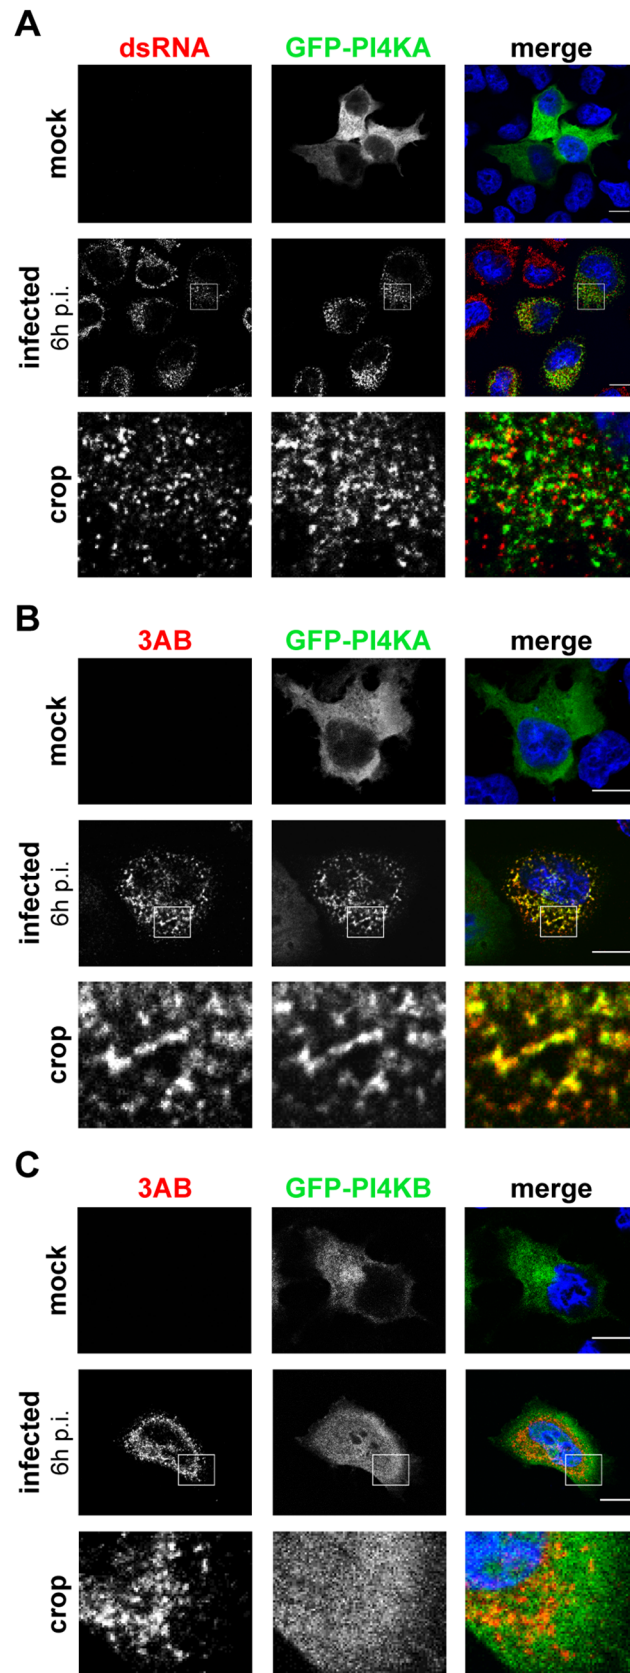 A
dsRNA GFP-PI4KA merge
mock
infected
6h p.i.
crop
B
3AB GFP-PI4KA merge
mock
infected
6h p.i.
crop
C
3AB GFP-PI4KB merge
mock
infected
6h p.i.
crop